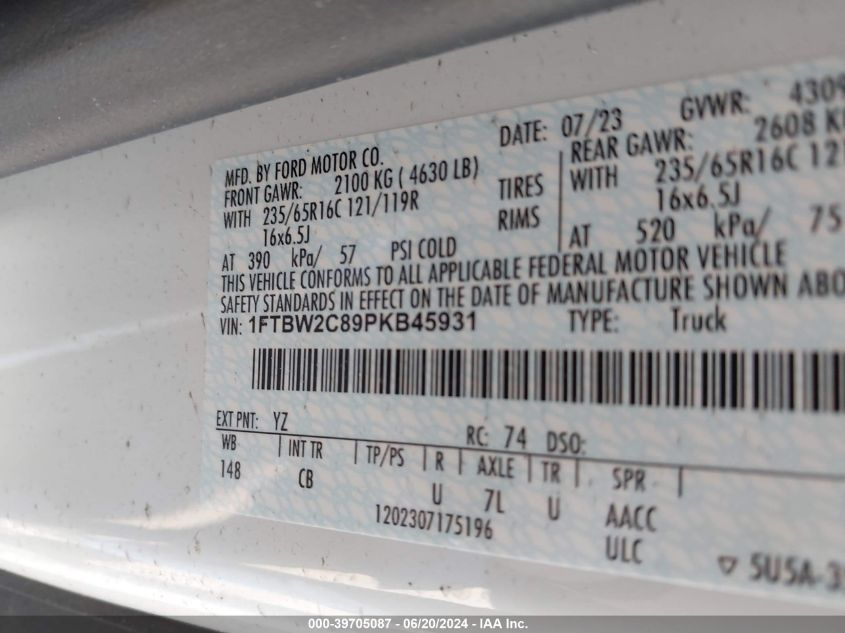 MFD. BY FORD MOTOR CO. DATE: 07/23 GVWR: 4309
FRONT GAWR: 2100 KG ( 4630 LB) REAR GAWR: 2608 KG
WITH 235/65R16C 121/119R TIRES WITH 235/65R16C 121
16x6.5J RIMS 16x6.5J
AT 390 kPa/ 57 PSI COLD AT 520 kPa/ 75
THIS VEHICLE CONFORMS TO ALL APPLICABLE FEDERAL MOTOR VEHICLE
SAFETY STANDARDS IN EFFECT ON THE DATE OF MANUFACTURE SHOWN ABO
VIN: 1FTBW2C89PKB45931 TYPE: Truck
EXT PNT: YZ RC: 74 DSO:
WB INT TR TP/PS R AXLE TR SPR
148 CB U 7L U AACC
1202307175196 ULC
5U5A-3
000-39705087 - 06/20/2024 - IAA Inc.